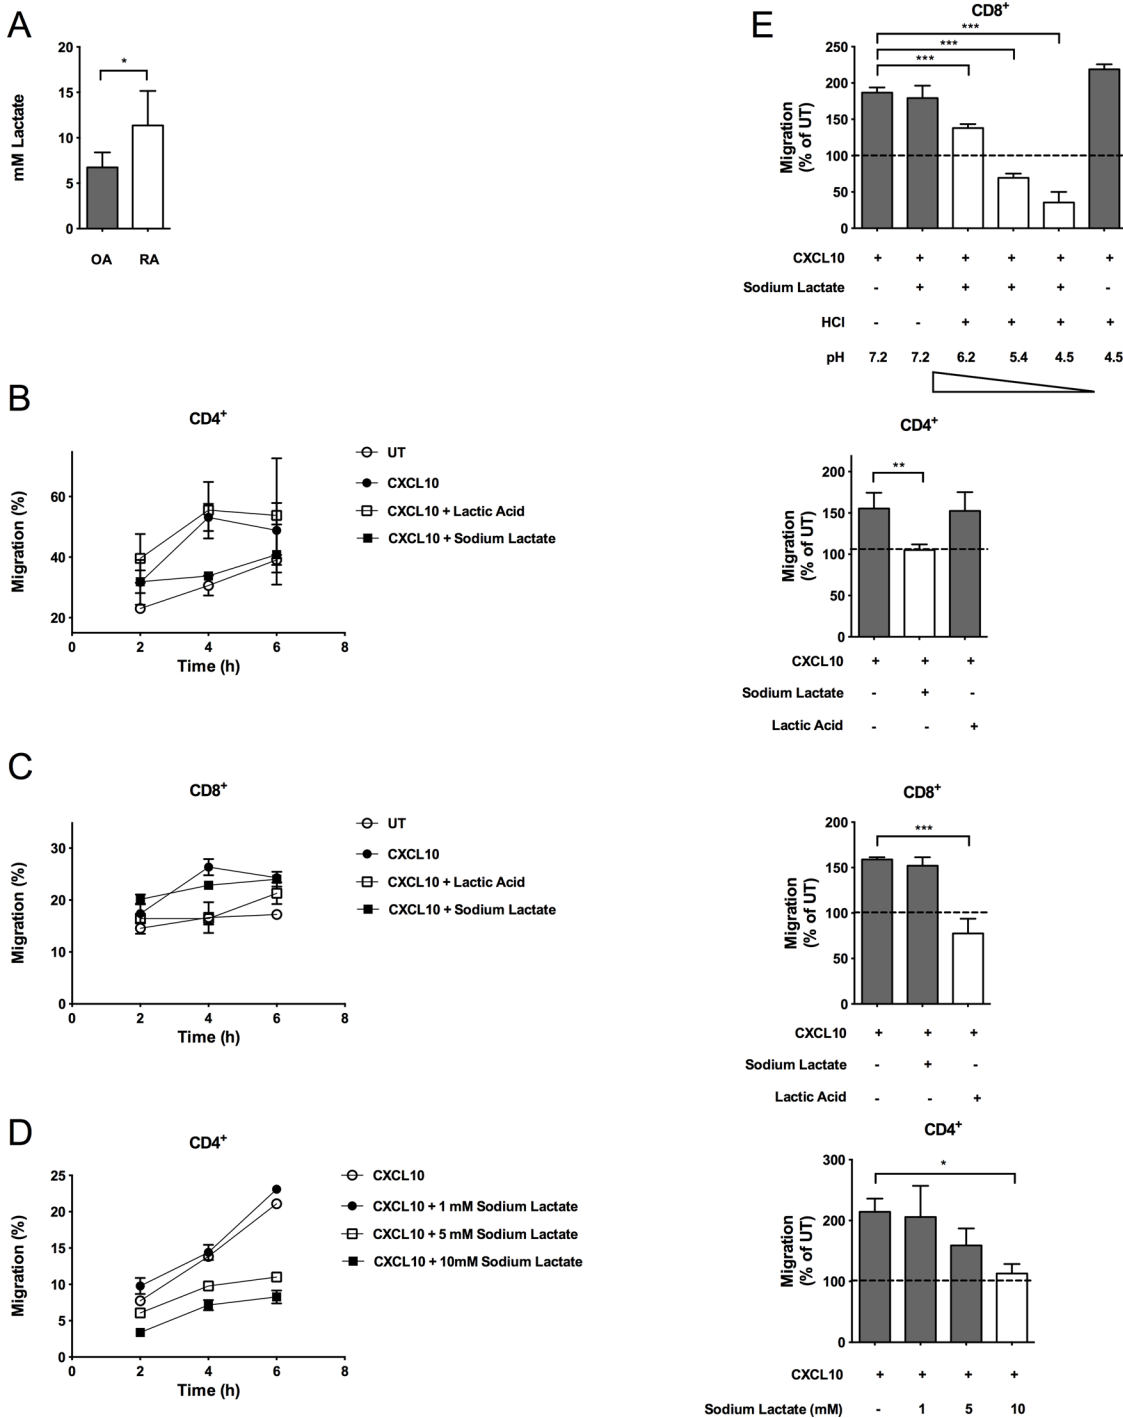 A
mM Lactate
20
15
10
5
0
*
OA RA
B
CD4+
Migration (%)
60
40
20
0 2 4 6 8
Time (h)
UT
CXCL10
CXCL10 + Lactic Acid
CXCL10 + Sodium Lactate
CD4+
Migration
(% of UT)
200
150
100
50
0
**
CXCL10 + + +
Sodium Lactate - + -
Lactic Acid - - +
C
CD8+
Migration (%)
30
20
10
0
0 2 4 6 8
Time (h)
UT
CXCL10
CXCL10 + Lactic Acid
CXCL10 + Sodium Lactate
CD8+
Migration
(% of UT)
200
150
100
50
0
***
CXCL10 + + +
Sodium Lactate - + -
Lactic Acid - - +
D
CD4+
Migration (%)
25
20
15
10
5
0
0 2 4 6 8
Time (h)
CXCL10
CXCL10 + 1 mM Sodium Lactate
CXCL10 + 5 mM Sodium Lactate
CXCL10 + 10mM Sodium Lactate
CD4+
Migration
(% of UT)
300
200
100
0
*
CXCL10 + + + +
Sodium Lactate (mM) - 1 5 10
E
CD8+
Migration
(% of UT)
250
200
150
100
50
0
***
***
***
CXCL10 + + + + + +
Sodium Lactate - + + + + -
HCl - - + + + +
pH 7.2 7.2 6.2 5.4 4.5 4.5